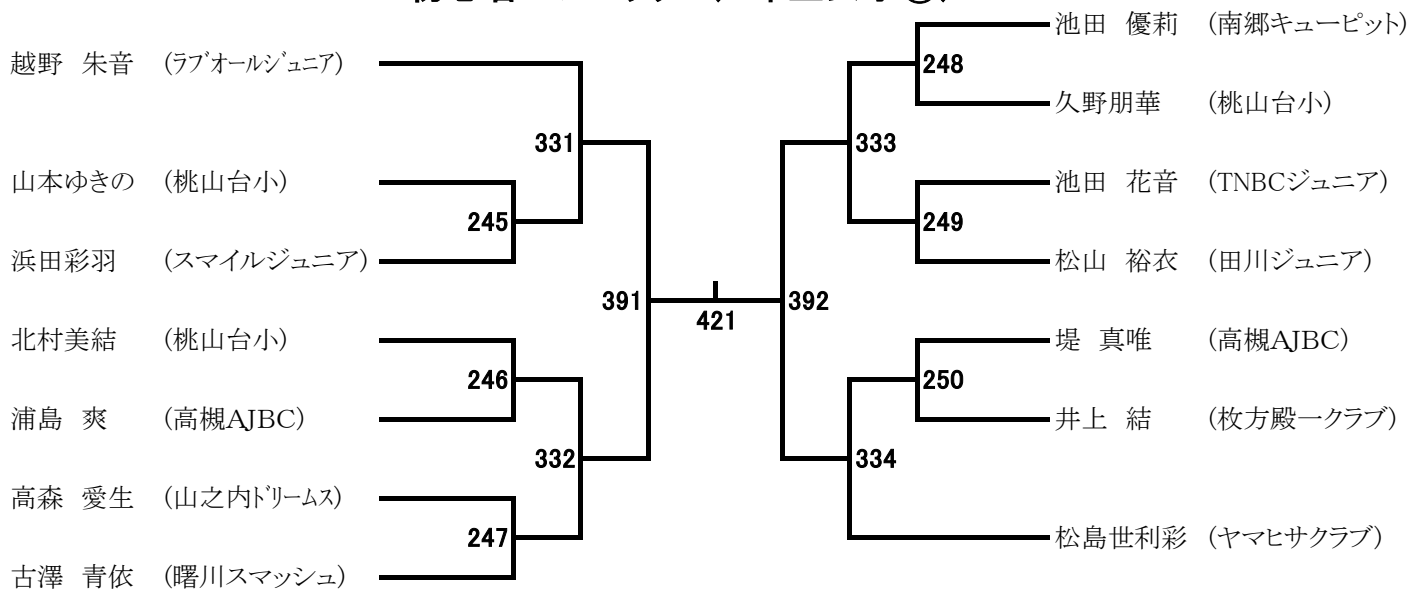 池田 優莉 (南郷キューピット)
越野 朱音 (ラブオールジュニア)
248
久野朋華 (桃山台小)
331
333
山本ゆきの (桃山台小)
池田 花音 (TNBCジュニア)
245
249
浜田彩羽 (スマイルジュニア)
松山 裕衣 (田川ジュニア)
391
392
421
北村美結 (桃山台小)
堤 真唯 (高槻AJBC)
246
250
浦島 爽 (高槻AJBC)
井上 結 (枚方殿一クラブ)
332
334
高森 愛生 (山之内ドリームス)
247
松島世利彩 (ヤマヒサクラブ)
古澤 青依 (曙川スマッシュ)